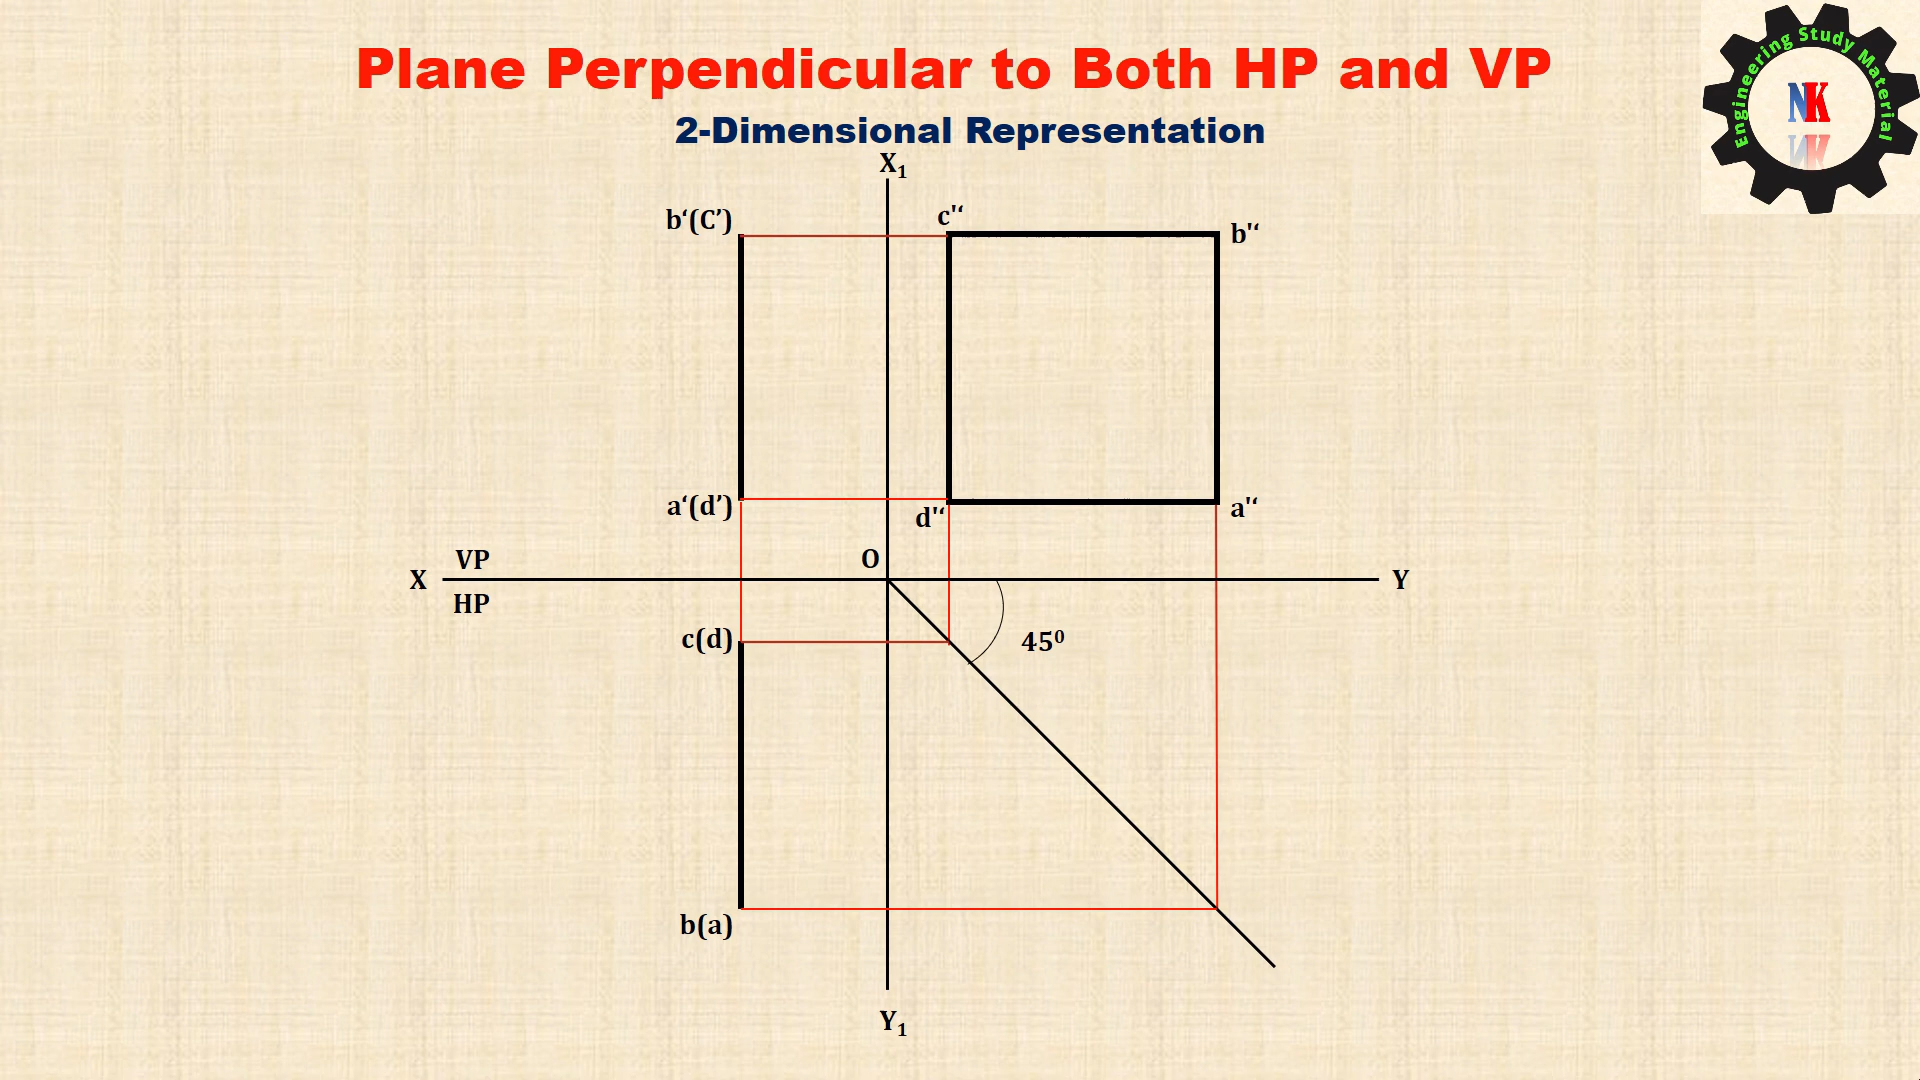 Plane Perpendicular to Both HP and VP
2-Dimensional Representation
Engineering Study Material
NK
X₁
b‘(C’)
c"‘
b"‘
a‘(d’)
d"‘
a"‘
O
VP
X
Y
HP
c(d)
45⁰
b(a)
Y₁